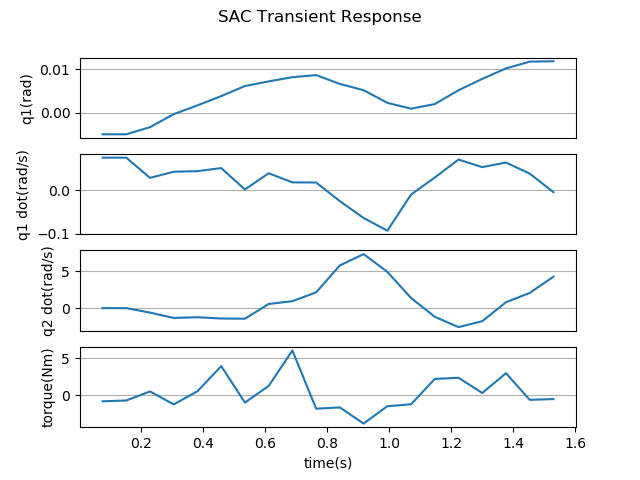 SAC Transient Response
0.01
0.00
q1(rad)
0.0
−0.1
q1 dot(rad/s)
5
0
q2 dot(rad/s)
5
0
torque(Nm)
0.2 0.4 0.6 0.8 1.0 1.2 1.4 1.6
time(s)